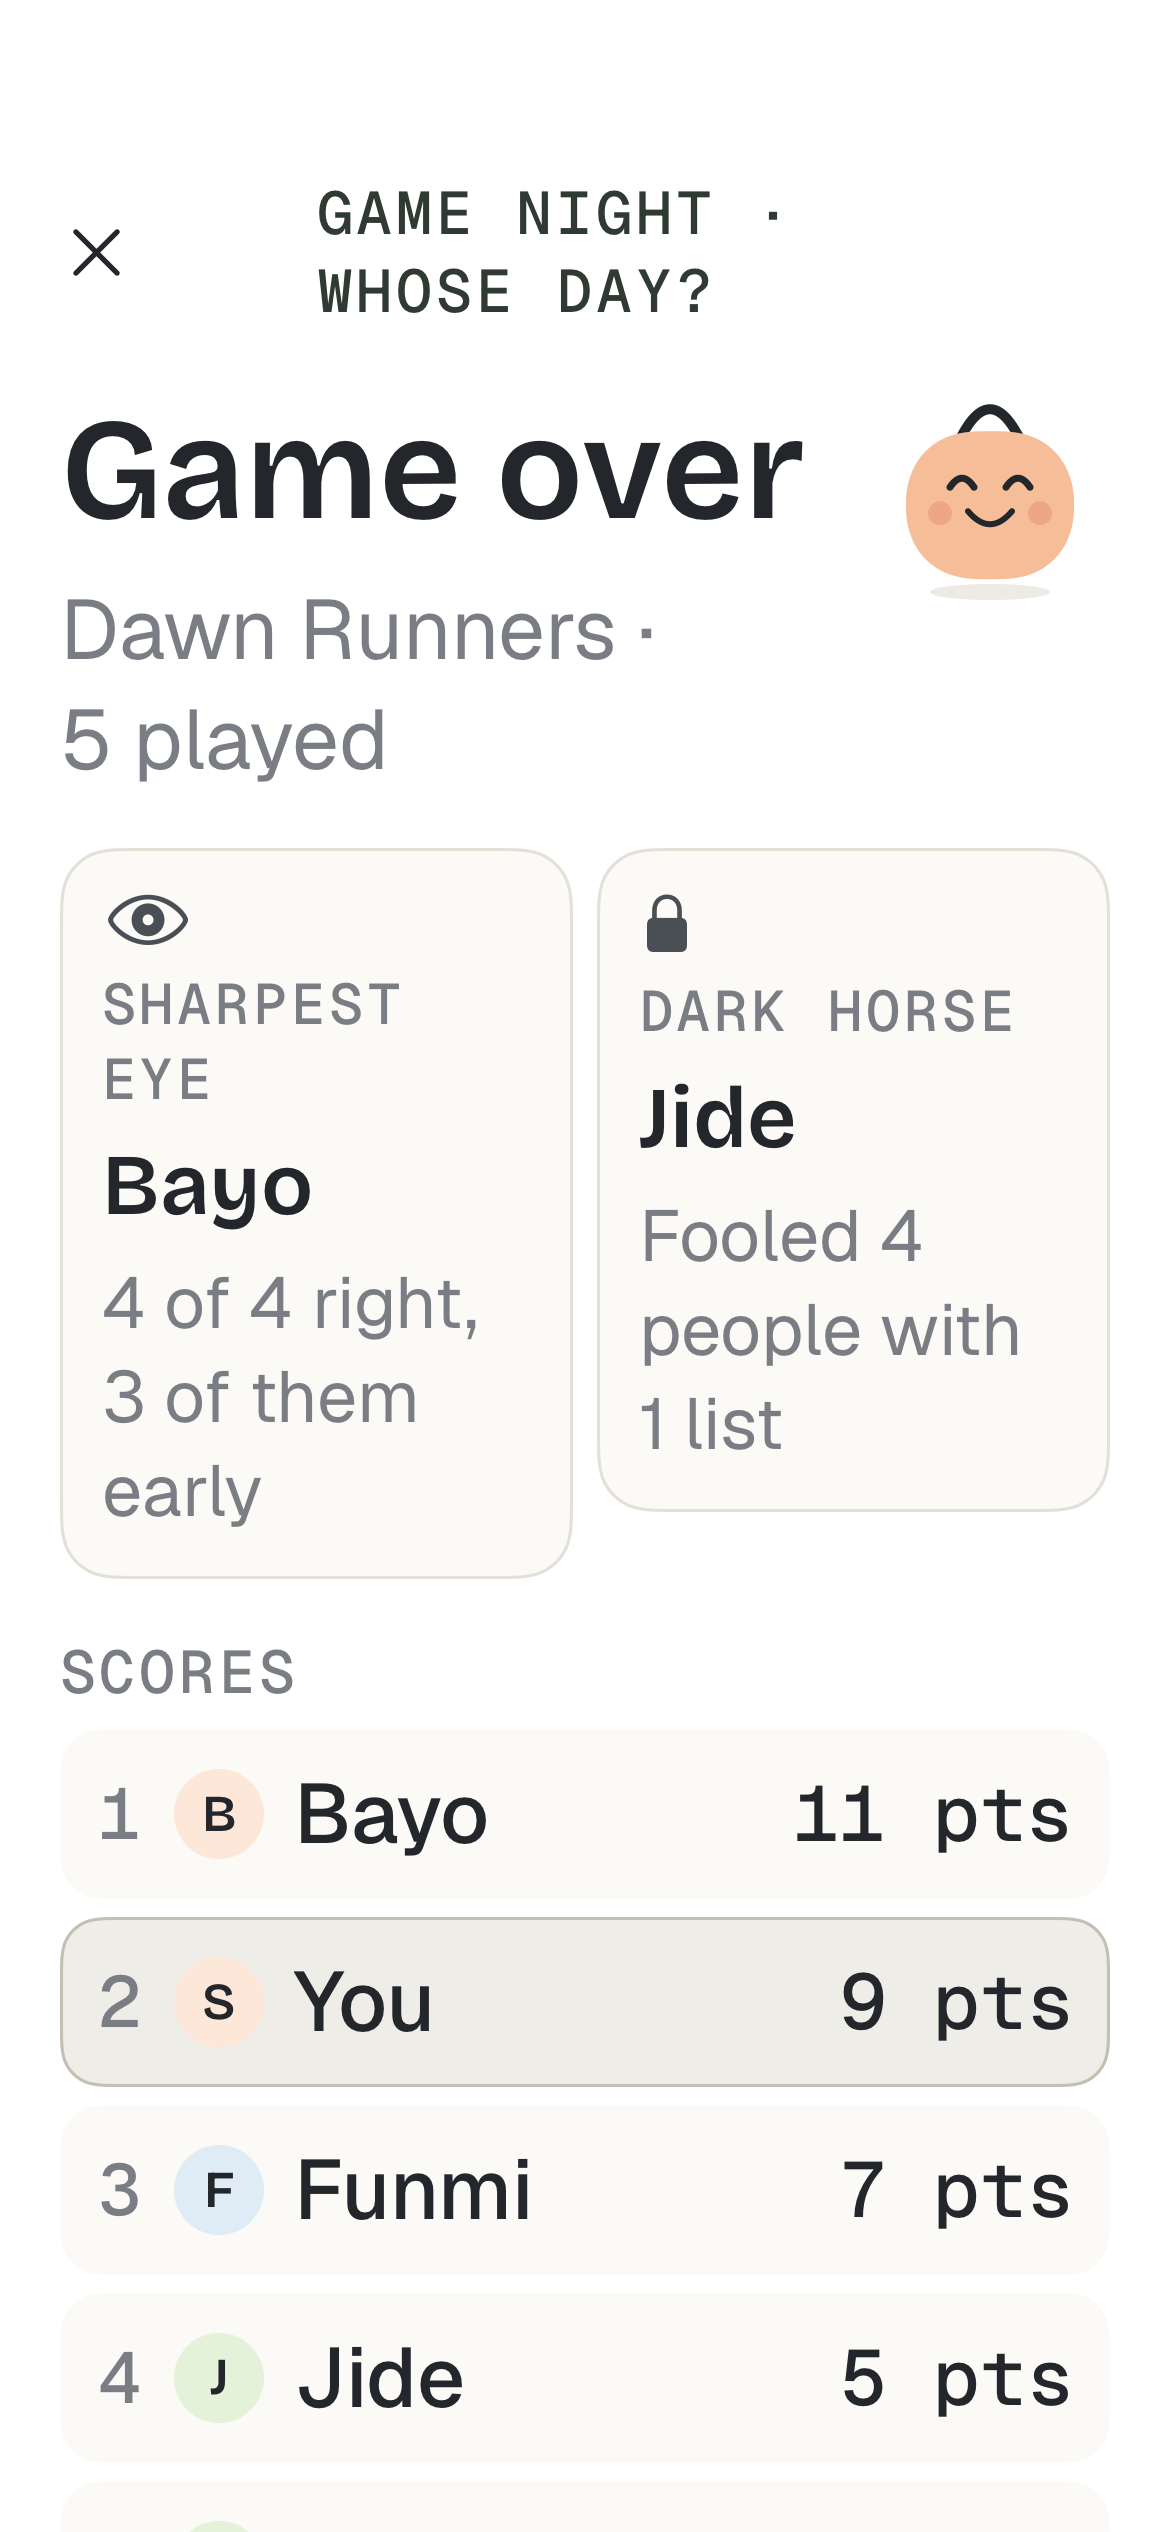 GAME NIGHT ·
WHOSE DAY?
Game over
Dawn Runners ·
5 played
SHARPEST
EYE
Bayo
4 of 4 right,
3 of them
early
DARK HORSE
Jide
Fooled 4
people with
1 list
SCORES
1 B Bayo 11 pts
2 S You 9 pts
3 F Funmi 7 pts
4 J Jide 5 pts